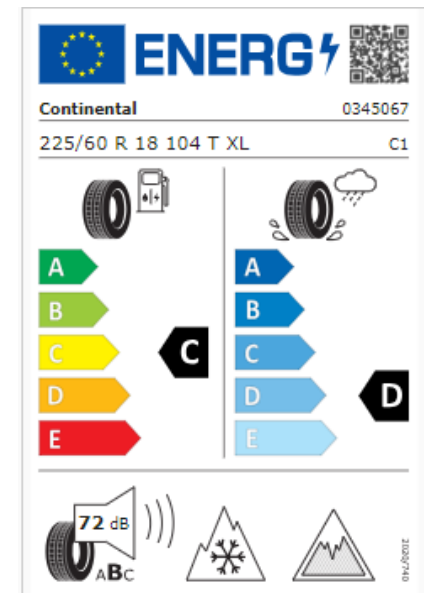 ENERG
Continental 0345067
225/60 R 18 104 T XL C1
A A
B B
C C C
D D D
E E
72 dB
ABC
2020/740